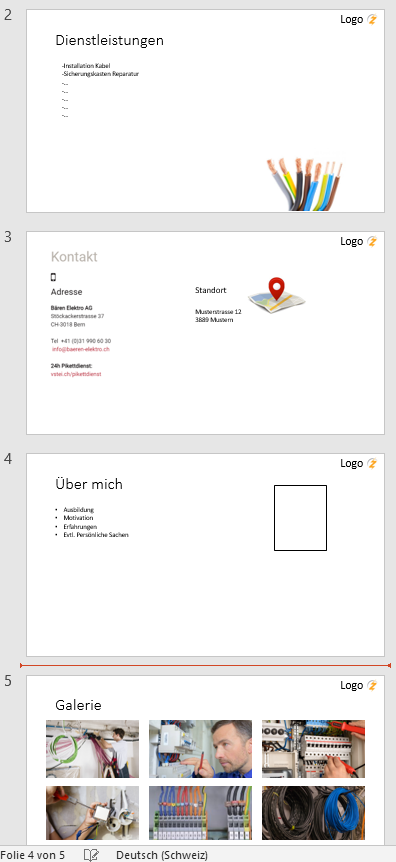 2
Logo
Dienstleistungen
-Installation Kabel
-Sicherungskasten Reparatur
-...
-...
-...
-...
-...
3
Logo
Kontakt
Adresse
Bären Elektro AG
Stöckackerstrasse 37
CH-3018 Bern
Tel +41 (0)31 990 60 30
info@baeren-elektro.ch
24h Pikettdienst:
vstei.ch/pikettdienst
Standort
Musterstrasse 12
3889 Mustern
4
Logo
Über mich
• Ausbildung
• Motivation
• Erfahrungen
• Evtl. Persönliche Sachen
5
Logo
Galerie
Folie 4 von 5 Deutsch (Schweiz)